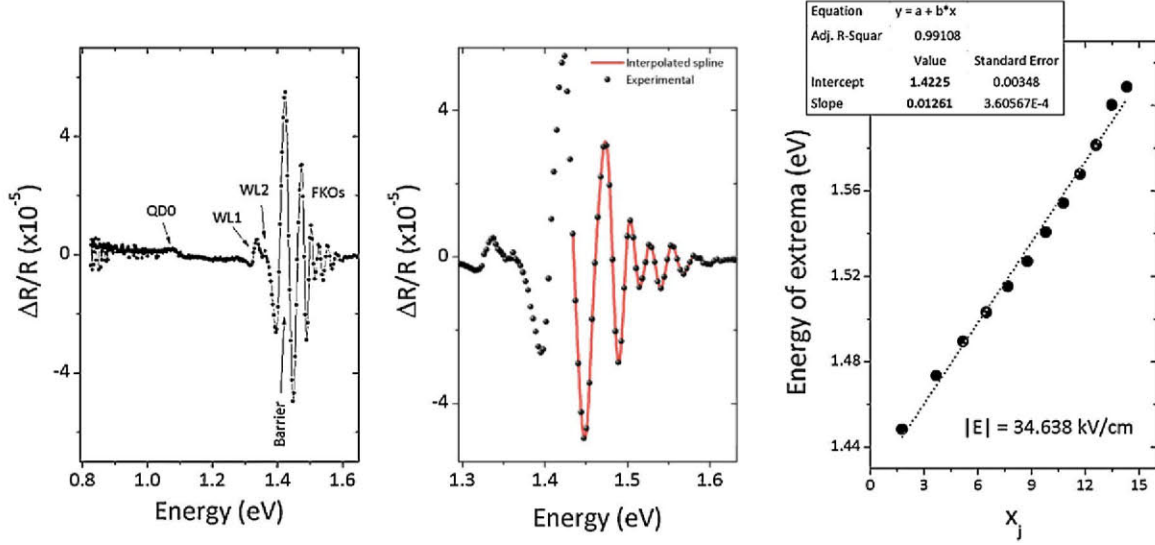 ΔR/R (x10⁻⁵)
4
0
-4
QD0
WL1
WL2
FKOs
Barrier
0.8 1.0 1.2 1.4 1.6
Energy (eV)
ΔR/R (x10⁻⁵)
4
0
-4
Interpolated spline
Experimental
1.3 1.4 1.5 1.6
Energy (eV)
Equation y = a + b*x
Adj. R-Squar 0.99108
Value Standard Error
Intercept 1.4225 0.00348
Slope 0.01261 3.60567E-4
Energy of extrema (eV)
1.56
1.52
1.48
1.44
|E| = 34.638 kV/cm
0 3 6 9 12 15
Xj